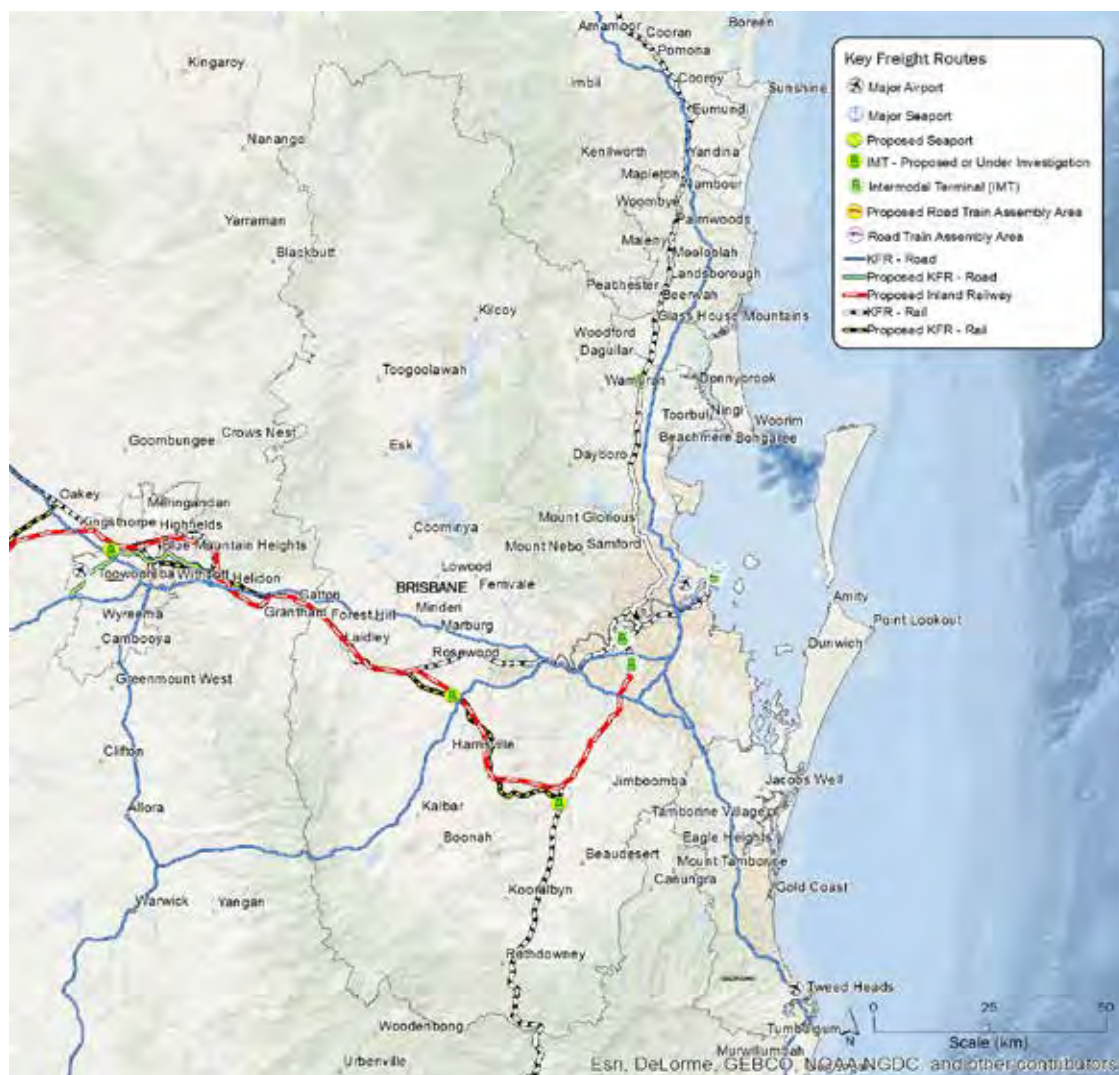 Boreen
Amamoor
Cooran
Pomona
Kingaroy
Imbil
Cooroy
Sunshine
Eumundi
Nanango
Kenilworth
Yandina
Mapleton
Nambour
Woombye
Yarraman
Palmwoods
Maleny
Blackbutt
Mooloolah
Landsborough
Peachester
Beerwah
Kilcoy
Glass House Mountains
Woodford
Daguilar
Toogoolawah
Wamuran
Donnybrook
Toorbul
Ningi
Woorim
Goombungee
Crows Nest
Beachmere
Bongaree
Esk
Dayboro
Oakey
Meringandan
Kingsthorpe
Highfields
Mount Glorious
Coominya
Blue Mountain Heights
Mount Nebo
Samford
Lowood
Toowoomba
Withcott
Helidon
BRISBANE
Fernvale
Gatton
Amity
Wyreema
Grantham
Forest Hill
Minden
Marburg
Point Lookout
Cambooya
Laidley
Rosewood
Dunwich
Greenmount West
Harrisville
Clifton
Jimboomba
Jacobs Well
Allora
Kalbar
Tamborine Village
Boonah
Eagle Heights
Beaudesert
Mount Tamborine
Canungra
Gold Coast
Warwick
Yangan
Kooralbyn
Rathdowney
Tweed Heads
Woodenbong
Tumbulgum
Urbenville
Murwillumbah
Key Freight Routes
Major Airport
Major Seaport
Proposed Seaport
IMT - Proposed or Under Investigation
Intermodal Terminal (IMT)
Proposed Road Train Assembly Area
Road Train Assembly Area
KFR - Road
Proposed KFR - Road
Proposed Inland Railway
KFR - Rail
Proposed KFR - Rail
0 25 50
Scale (km)
N
Esri, DeLorme, GEBCO, NOAA NGDC, and other contributors